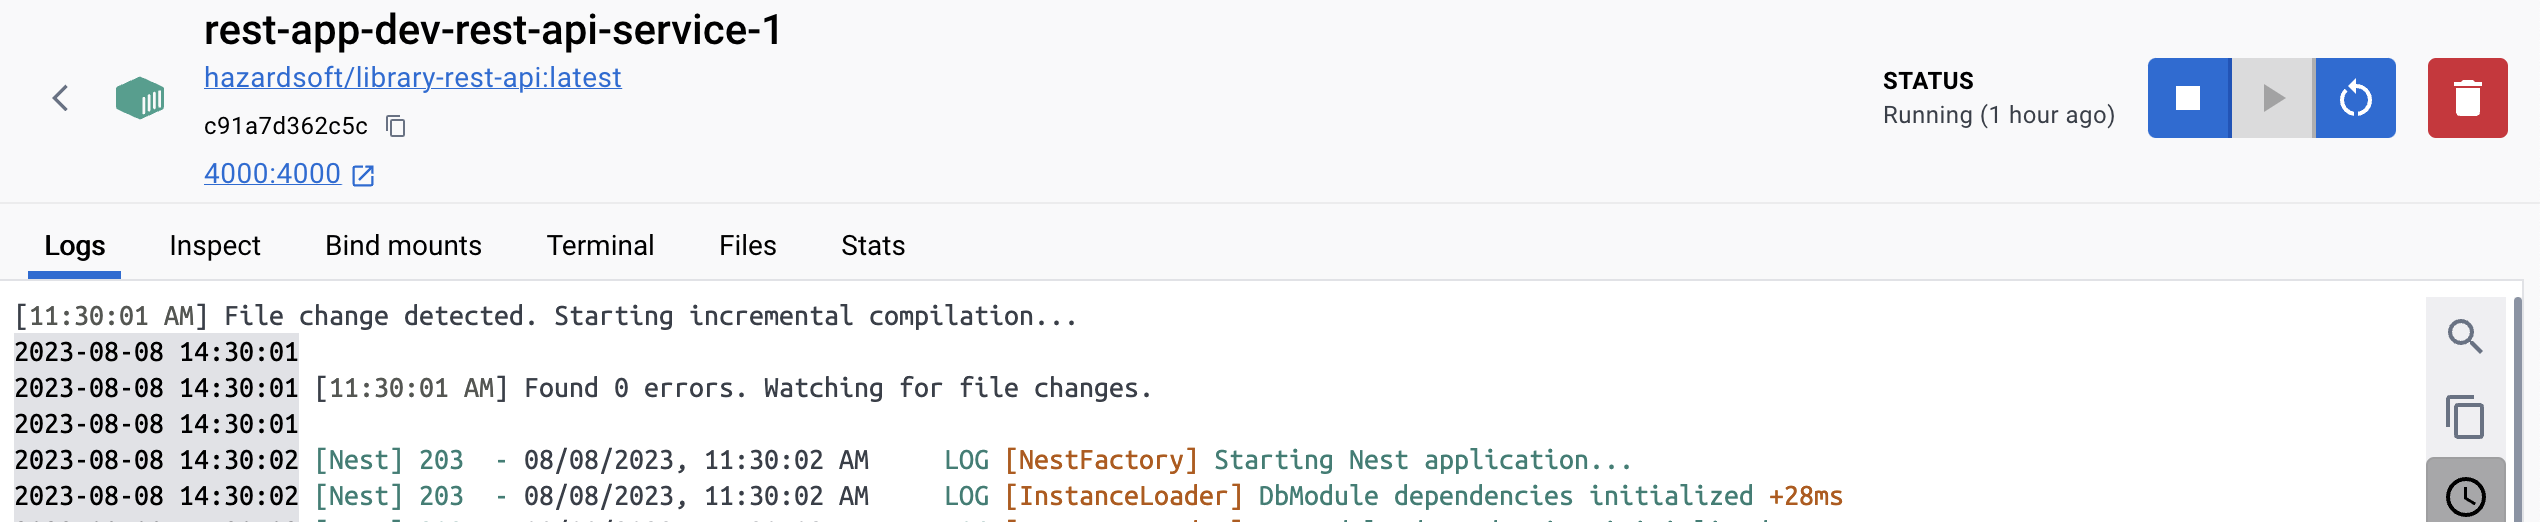 rest-app-dev-rest-api-service-1
hazardsoft/library-rest-api:latest
c91a7d362c5c
4000:4000
STATUS
Running (1 hour ago)
Logs Inspect Bind mounts Terminal Files Stats
[11:30:01 AM] File change detected. Starting incremental compilation...
2023-08-08 14:30:01
2023-08-08 14:30:01 [11:30:01 AM] Found 0 errors. Watching for file changes.
2023-08-08 14:30:01
2023-08-08 14:30:02 [Nest] 203 - 08/08/2023, 11:30:02 AM LOG [NestFactory] Starting Nest application...
2023-08-08 14:30:02 [Nest] 203 - 08/08/2023, 11:30:02 AM LOG [InstanceLoader] DbModule dependencies initialized +28ms